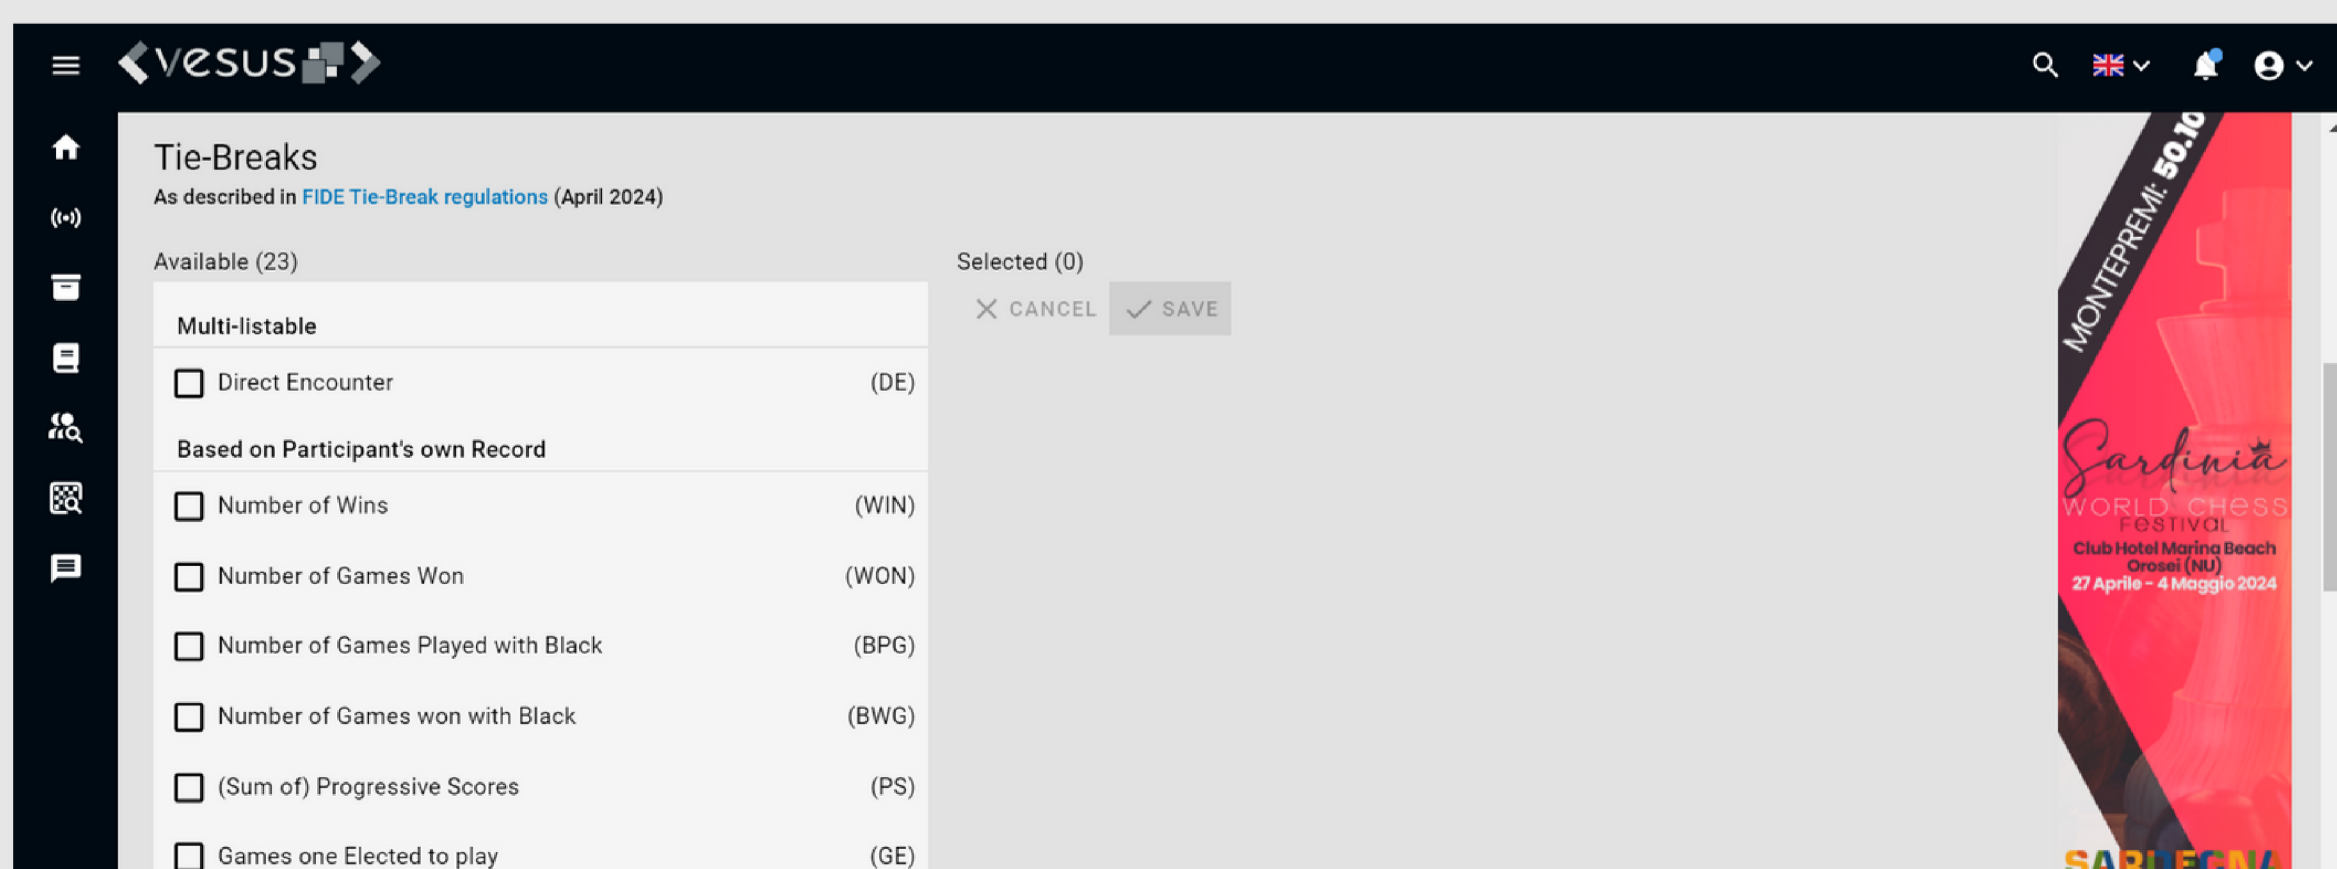 vesus
Tie-Breaks
As described in FIDE Tie-Break regulations (April 2024)
Available (23)
Multi-listable
Direct Encounter (DE)
Based on Participant's own Record
Number of Wins (WIN)
Number of Games Won (WON)
Number of Games Played with Black (BPG)
Number of Games won with Black (BWG)
(Sum of) Progressive Scores (PS)
Games one Elected to play (GE)
Selected (0)
CANCEL SAVE
MONTEPREMI: 50.10
Sardinia
WORLD CHESS
FESTIVAL
Club Hotel Marina Beach
Orosei (NU)
27 Aprile - 4 Maggio 2024
SARDEGNA